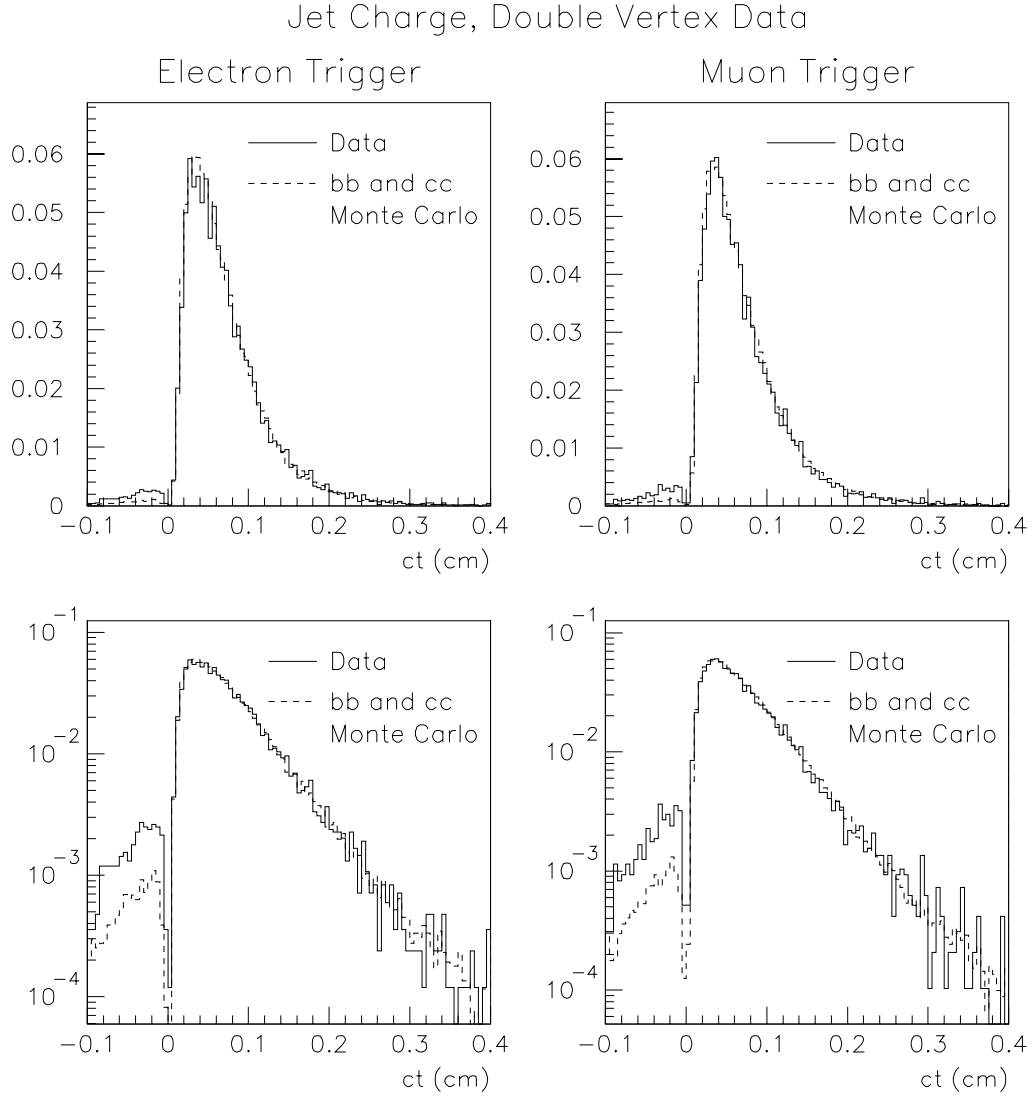 Jet Charge, Double Vertex Data
Electron Trigger
Muon Trigger
Data
bb and cc
Monte Carlo
0.06
0.05
0.04
0.03
0.02
0.01
0
-0.1 0 0.1 0.2 0.3 0.4
ct (cm)
Data
bb and cc
Monte Carlo
0.06
0.05
0.04
0.03
0.02
0.01
0
-0.1 0 0.1 0.2 0.3 0.4
ct (cm)
Data
bb and cc
Monte Carlo
10^-1
10^-2
10^-3
10^-4
-0.1 0 0.1 0.2 0.3 0.4
ct (cm)
Data
bb and cc
Monte Carlo
10^-1
10^-2
10^-3
10^-4
-0.1 0 0.1 0.2 0.3 0.4
ct (cm)